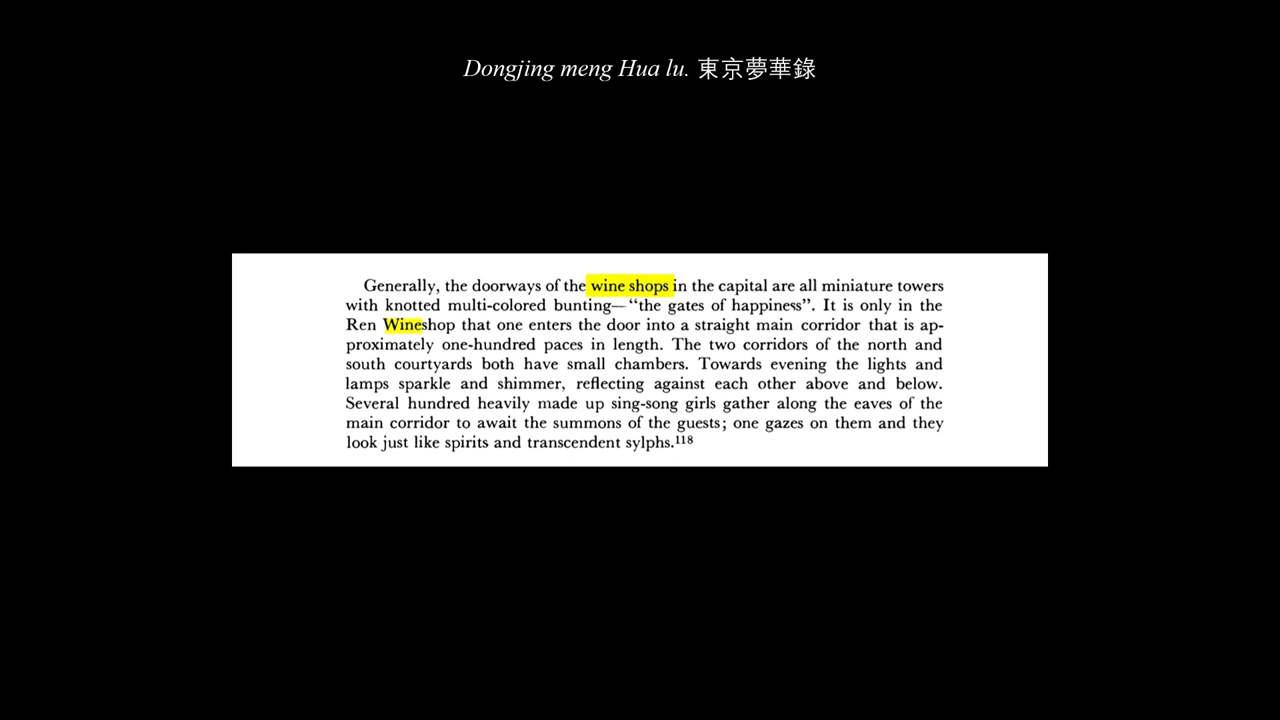 Dongjing meng Hua lu. 東京夢華錄
Generally, the doorways of the wine shops in the capital are all miniature towers
with knotted multi-colored bunting—“the gates of happiness”. It is only in the
Ren Wineshop that one enters the door into a straight main corridor that is ap-
proximately one-hundred paces in length. The two corridors of the north and
south courtyards both have small chambers. Towards evening the lights and
lamps sparkle and shimmer, reflecting against each other above and below.
Several hundred heavily made up sing-song girls gather along the eaves of the
main corridor to await the summons of the guests; one gazes on them and they
look just like spirits and transcendent sylphs.118